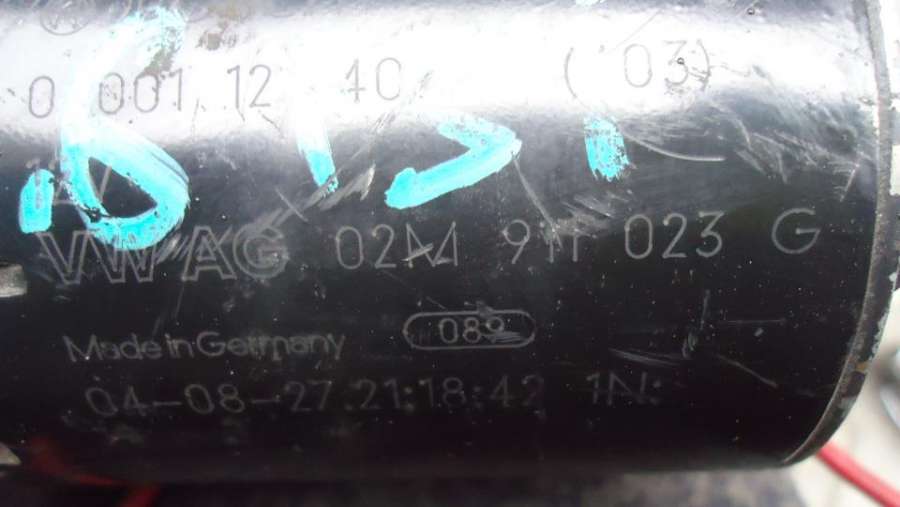 0 001 12 40 ( 03)
12V
VW AG 02M 911 023 G
089
Made in Germany
04-08-27.21:18:42 1N: